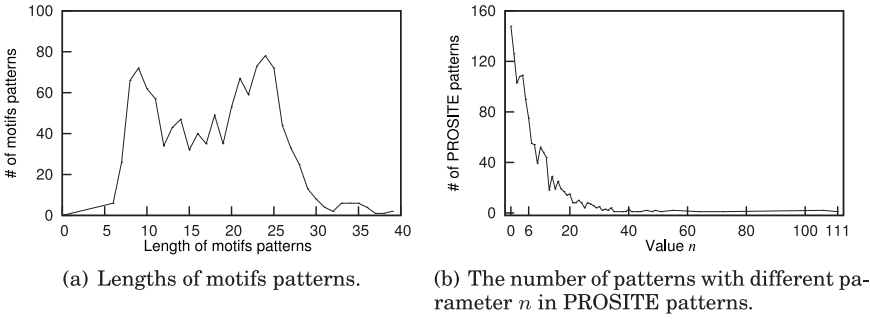 100
80
60
40
20
0
# of motifs patterns
0 5 10 15 20 25 30 35 40
Length of motifs patterns
(a) Lengths of motifs patterns.
160
120
80
40
0
# of PROSITE patterns
0 6 20 40 60 80 100 111
Value n
(b) The number of patterns with different pa-
rameter n in PROSITE patterns.